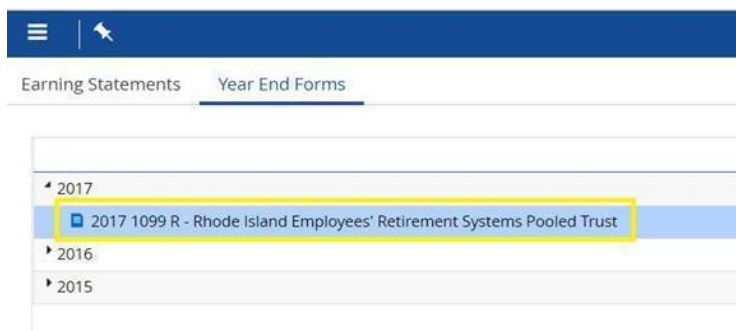 Earning Statements Year End Forms
2017
2017 1099 R - Rhode Island Employees' Retirement Systems Pooled Trust
2016
2015